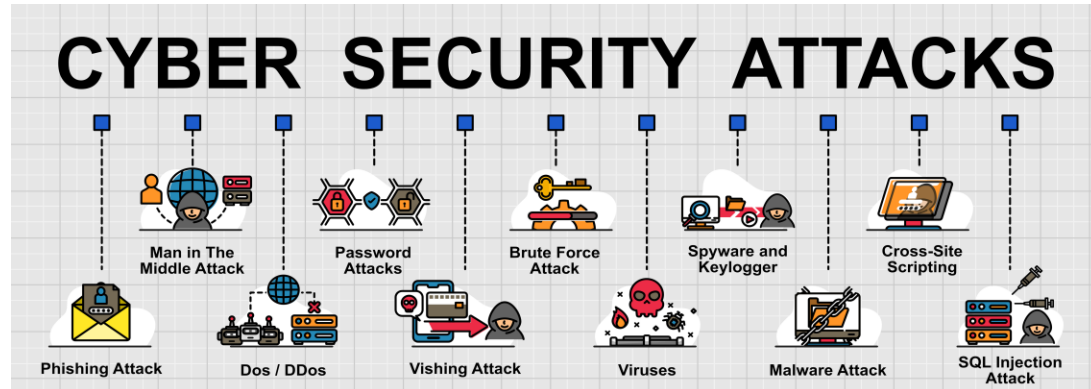 CYBER SECURITY ATTACKS
Man in The
Middle Attack
Password
Attacks
Brute Force
Attack
Spyware and
Keylogger
Cross-Site
Scripting
Phishing Attack
Dos / DDos
Vishing Attack
Viruses
Malware Attack
SQL Injection
Attack